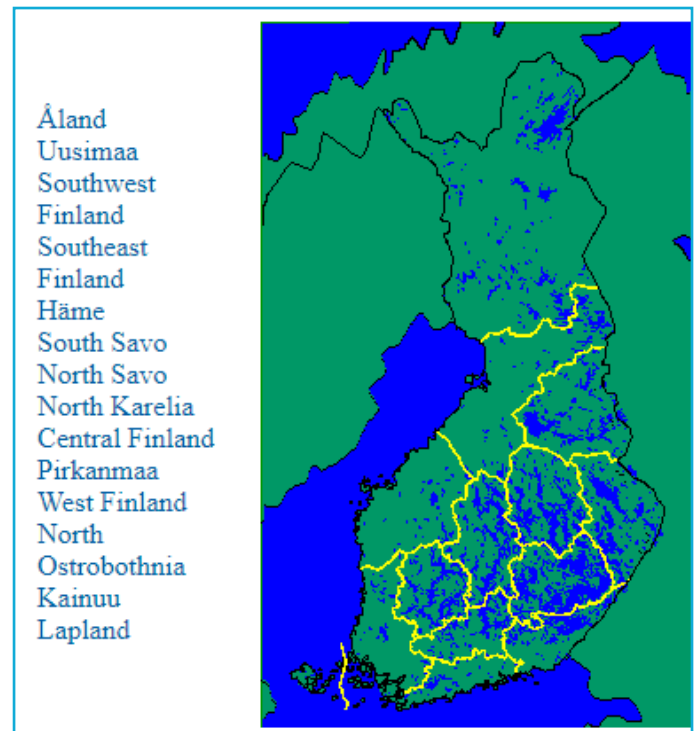 Åland
Uusimaa
Southwest
Finland
Southeast
Finland
Häme
South Savo
North Savo
North Karelia
Central Finland
Pirkanmaa
West Finland
North
Ostrobothnia
Kainuu
Lapland